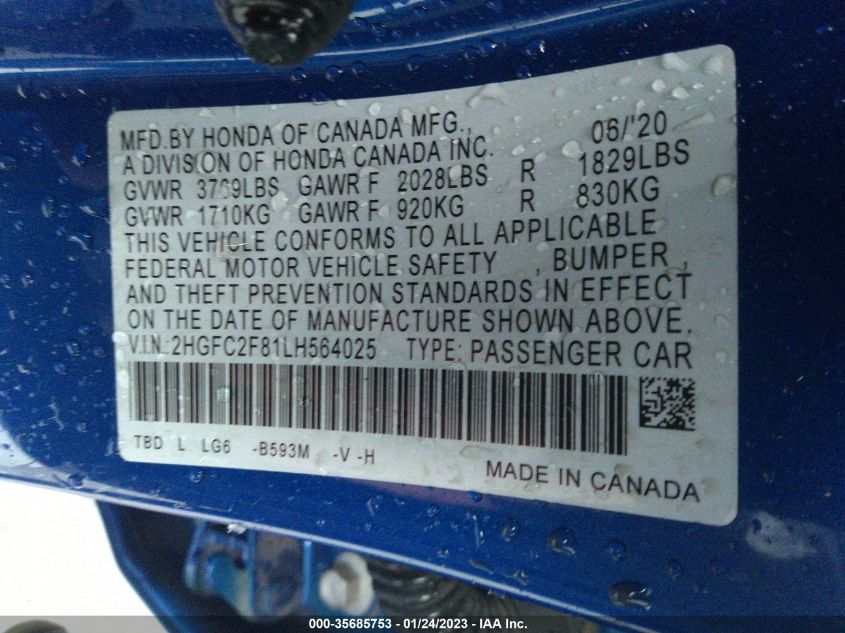 MFD.BY HONDA OF CANADA MFG., 06/'20
A DIVISION OF HONDA CANADA INC.
GVWR 3769LBS GAWR F 2028LBS R 1829LBS
GVWR 1710KG GAWR F 920KG R 830KG
THIS VEHICLE CONFORMS TO ALL APPLICABLE
FEDERAL MOTOR VEHICLE SAFETY , BUMPER ,
AND THEFT PREVENTION STANDARDS IN EFFECT
ON THE DATE OF MANUFACTURE SHOWN ABOVE.
V.I.N.:2HGFC2F81LH564025 TYPE: PASSENGER CAR
TBD L LG6 -B593M -V -H
MADE IN CANADA
000-35685753 - 01/24/2023 - IAA Inc.